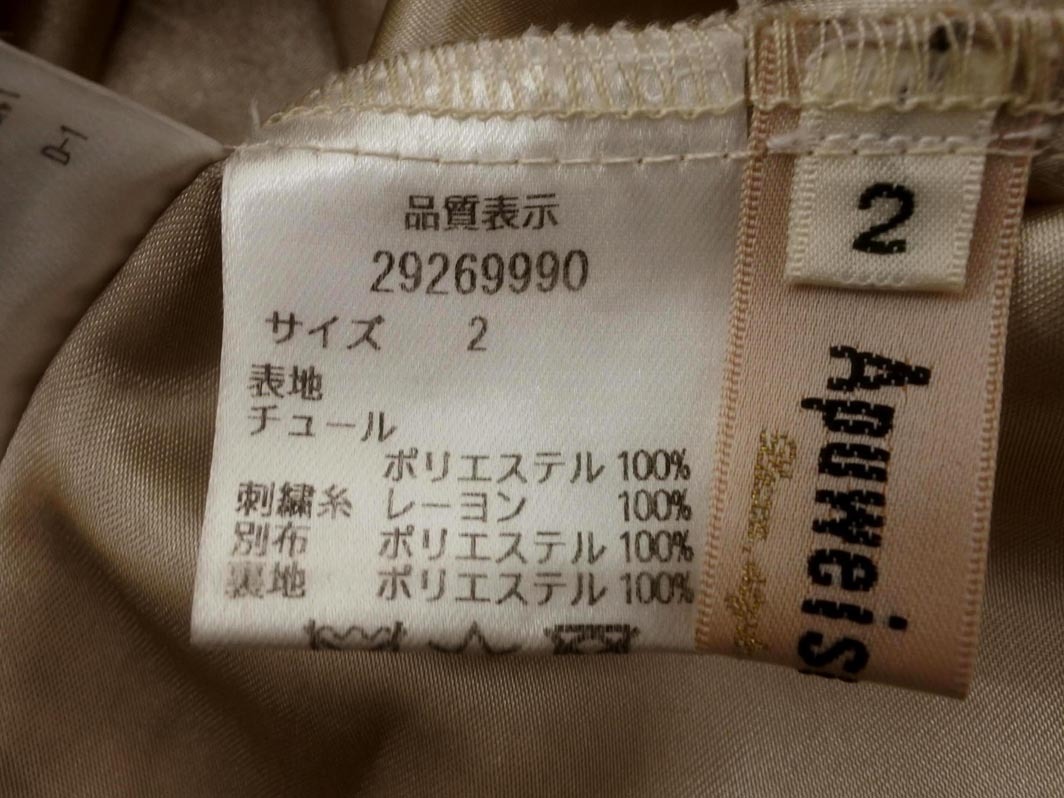 品質表示
29269990
サイズ 2
表地
チュール
ポリエステル 100%
刺繍糸 レーヨン 100%
別布 ポリエステル 100%
裏地 ポリエステル 100%
2
Apuweis
D-1